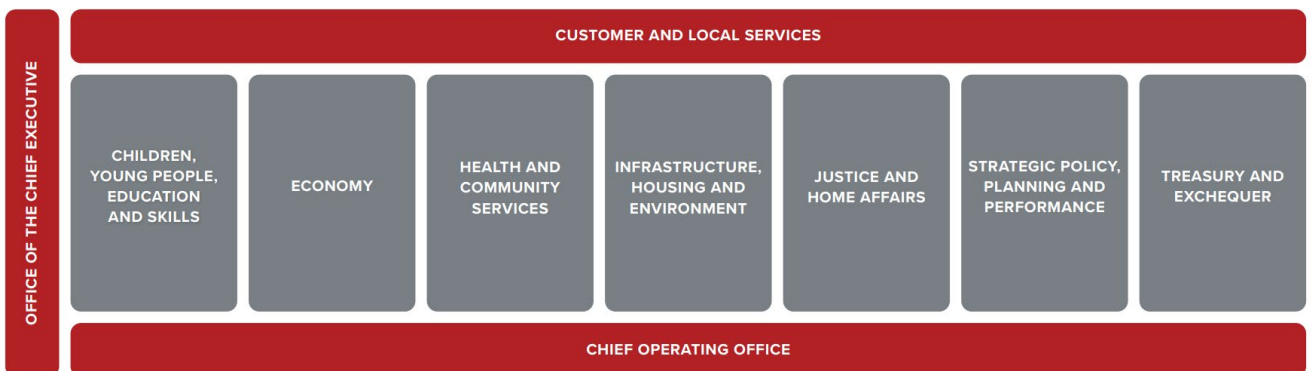 OFFICE OF THE CHIEF EXECUTIVE
CUSTOMER AND LOCAL SERVICES
CHILDREN,
YOUNG PEOPLE,
EDUCATION
AND SKILLS
ECONOMY
HEALTH AND
COMMUNITY
SERVICES
INFRASTRUCTURE,
HOUSING AND
ENVIRONMENT
JUSTICE AND
HOME AFFAIRS
STRATEGIC POLICY,
PLANNING AND
PERFORMANCE
TREASURY AND
EXCHEQUER
CHIEF OPERATING OFFICE